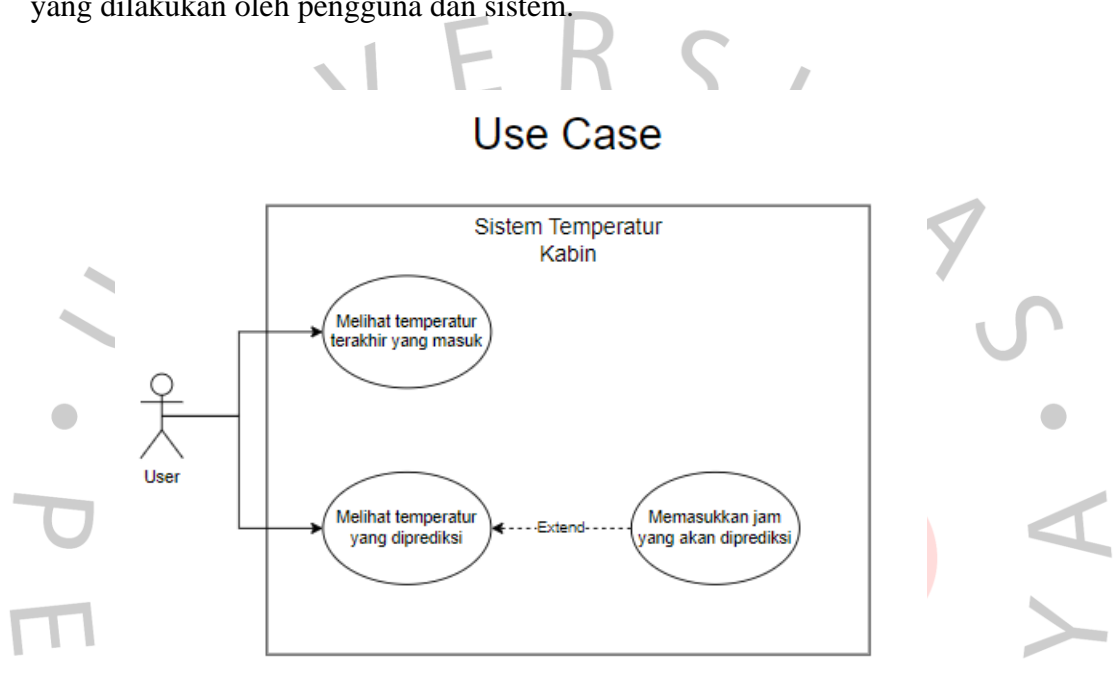 yang dilakukan oleh pengguna dan sistem.
Use Case
Sistem Temperatur
Kabin
Melihat temperatur
terakhir yang masuk
User
Melihat temperatur
yang diprediksi
Extend
Memasukkan jam
yang akan diprediksi